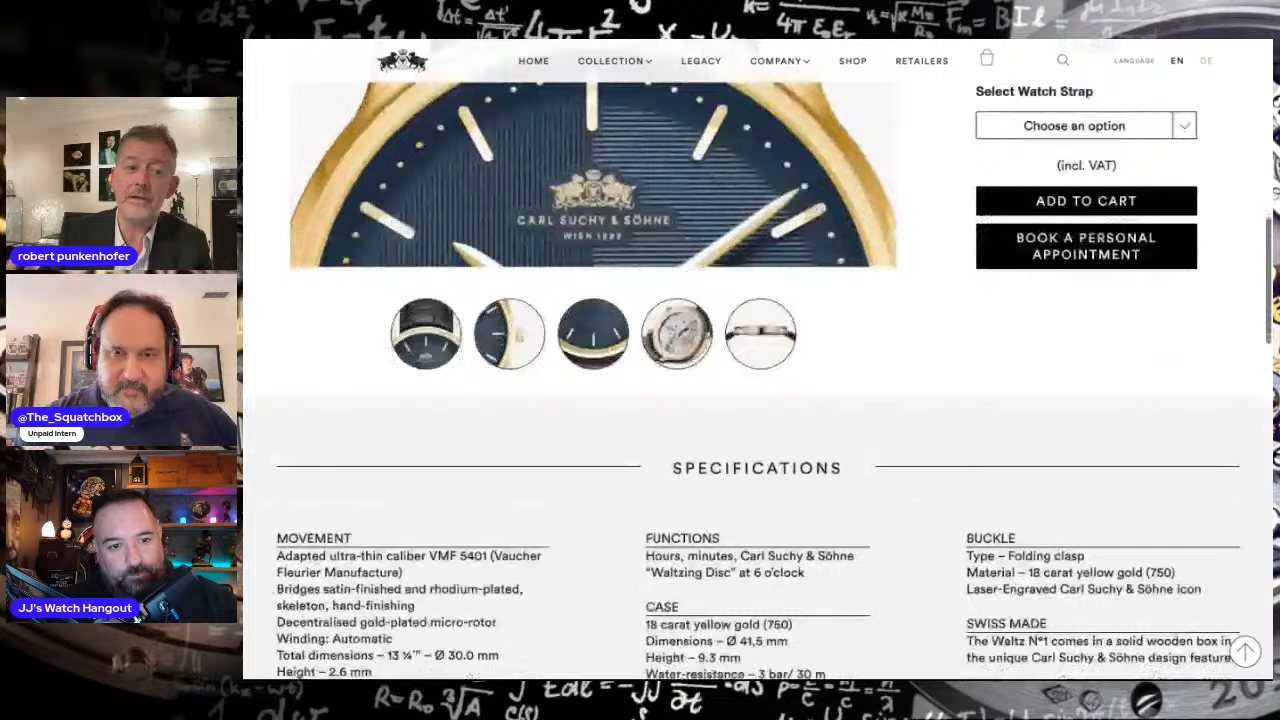 HOME
COLLECTION
LEGACY
COMPANY
SHOP
RETAILERS
LANGUAGE
EN
DE
Select Watch Strap
Choose an option
(incl. VAT)
ADD TO CART
BOOK A PERSONAL
APPOINTMENT
CARL SUCHY & SÖHNE
WIEN 1822
robert punkenhofer
@The_Squatchbox
Unpaid Intern
JJ's Watch Hangout
SPECIFICATIONS
MOVEMENT
Adapted ultra-thin caliber VMF 5401 (Vaucher
Fleurier Manufacture)
Bridges satin-finished and rhodium-plated,
skeleton, hand-finishing
Decentralised gold-plated micro-rotor
Winding: Automatic
Total dimensions – 13 ¼''' – Ø 30.0 mm
Height – 2.6 mm
FUNCTIONS
Hours, minutes, Carl Suchy & Söhne
“Waltzing Disc” at 6 o'clock
CASE
18 carat yellow gold (750)
Dimensions – Ø 41,5 mm
Height – 9.3 mm
Water-resistance – 3 bar/ 30 m
BUCKLE
Type – Folding clasp
Material – 18 carat yellow gold (750)
Laser-Engraved Carl Suchy & Söhne icon
SWISS MADE
The Waltz N°1 comes in a solid wooden box in
the unique Carl Suchy & Söhne design feature